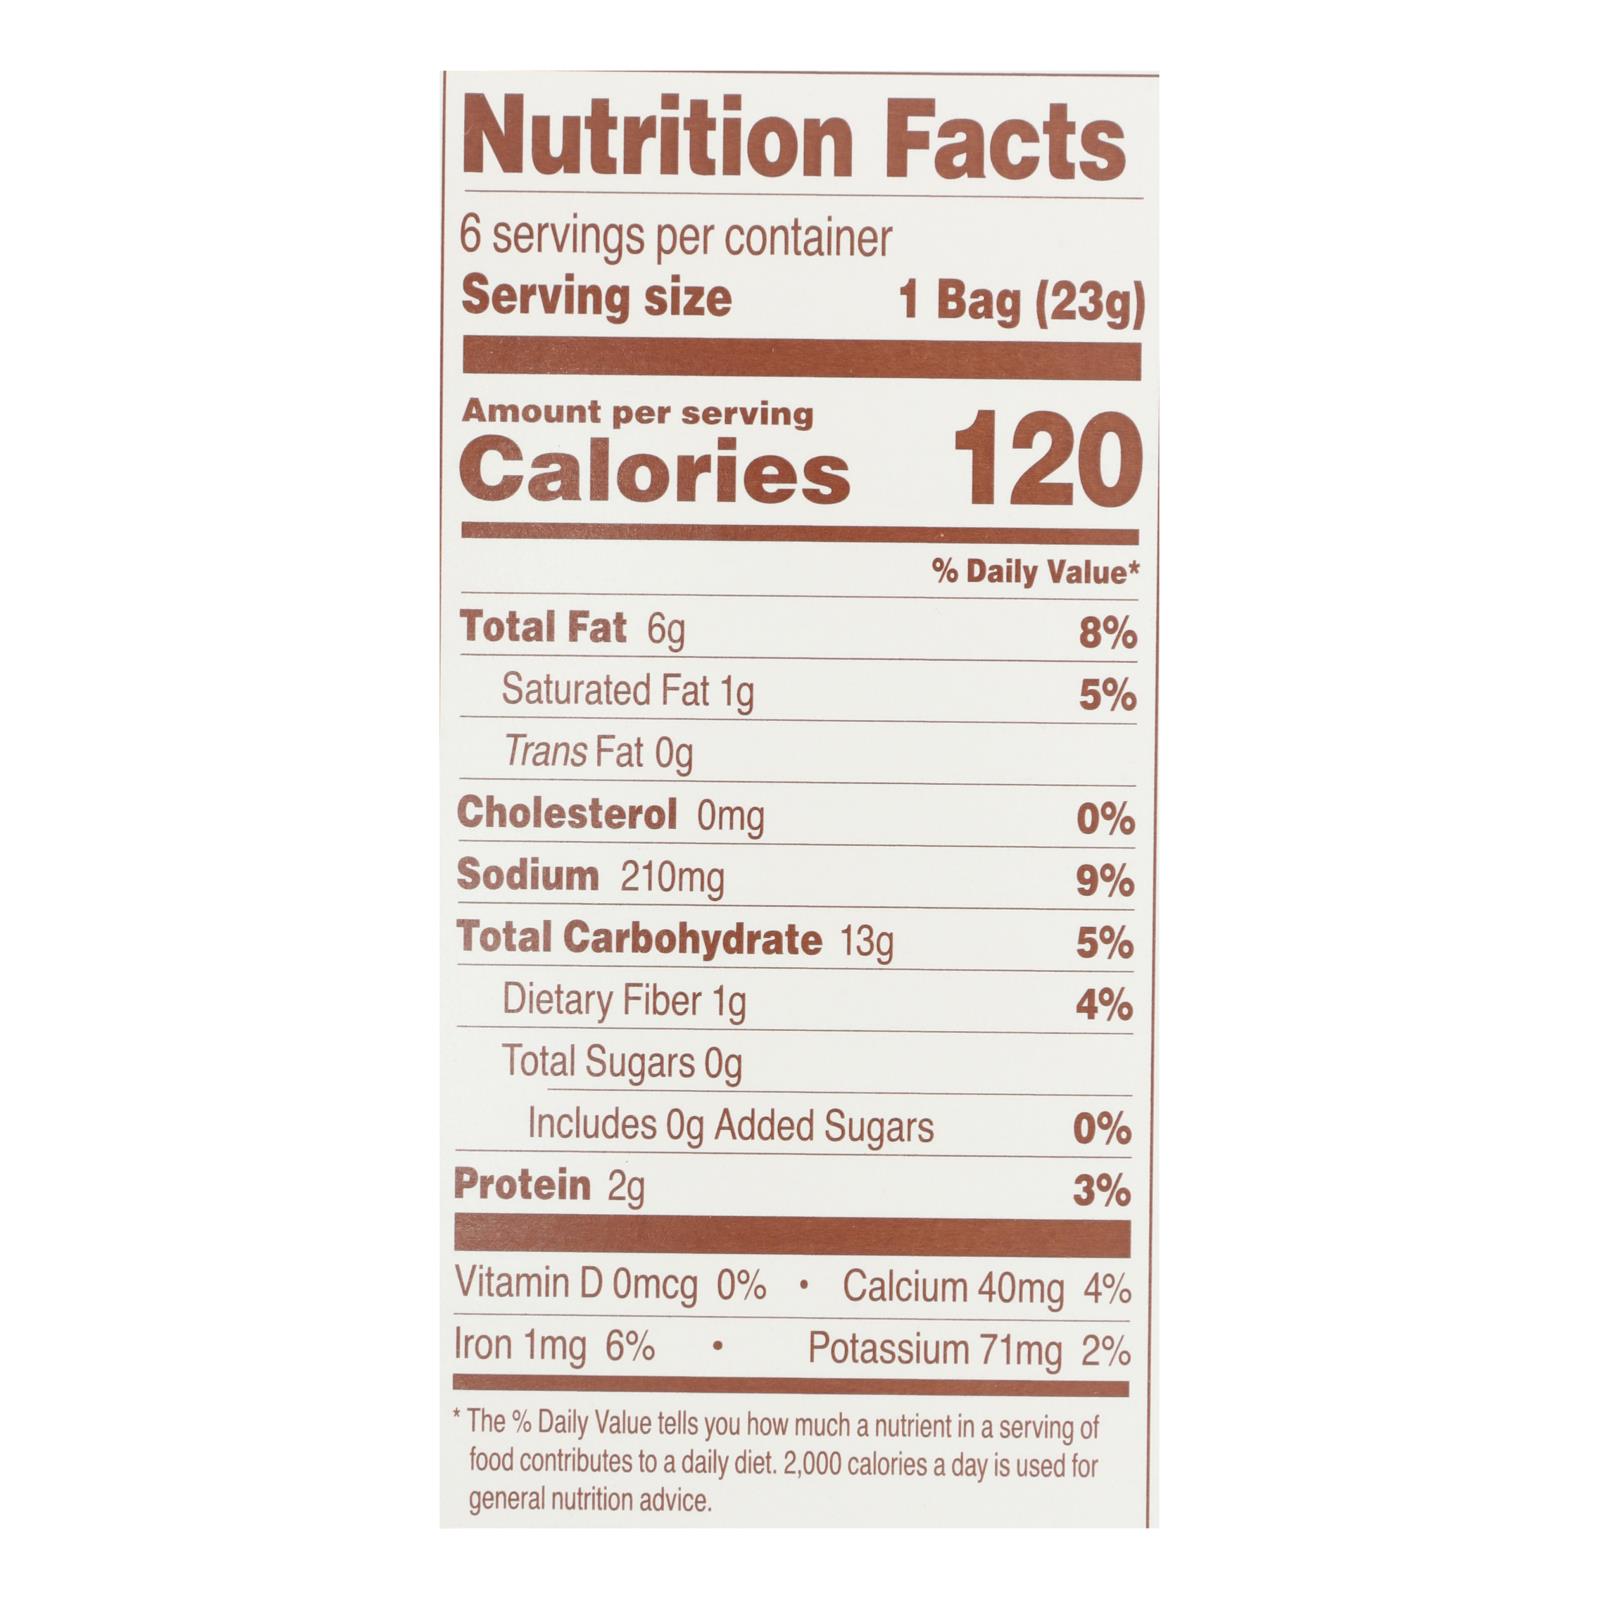 Nutrition Facts
6 servings per container
Serving size 1 Bag (23g)
Amount per serving
Calories 120
% Daily Value*
Total Fat 6g 8%
Saturated Fat 1g 5%
Trans Fat 0g
Cholesterol 0mg 0%
Sodium 210mg 9%
Total Carbohydrate 13g 5%
Dietary Fiber 1g 4%
Total Sugars 0g
Includes 0g Added Sugars 0%
Protein 2g 3%
Vitamin D 0mcg 0% • Calcium 40mg 4%
Iron 1mg 6% • Potassium 71mg 2%
* The % Daily Value tells you how much a nutrient in a serving of
food contributes to a daily diet. 2,000 calories a day is used for
general nutrition advice.